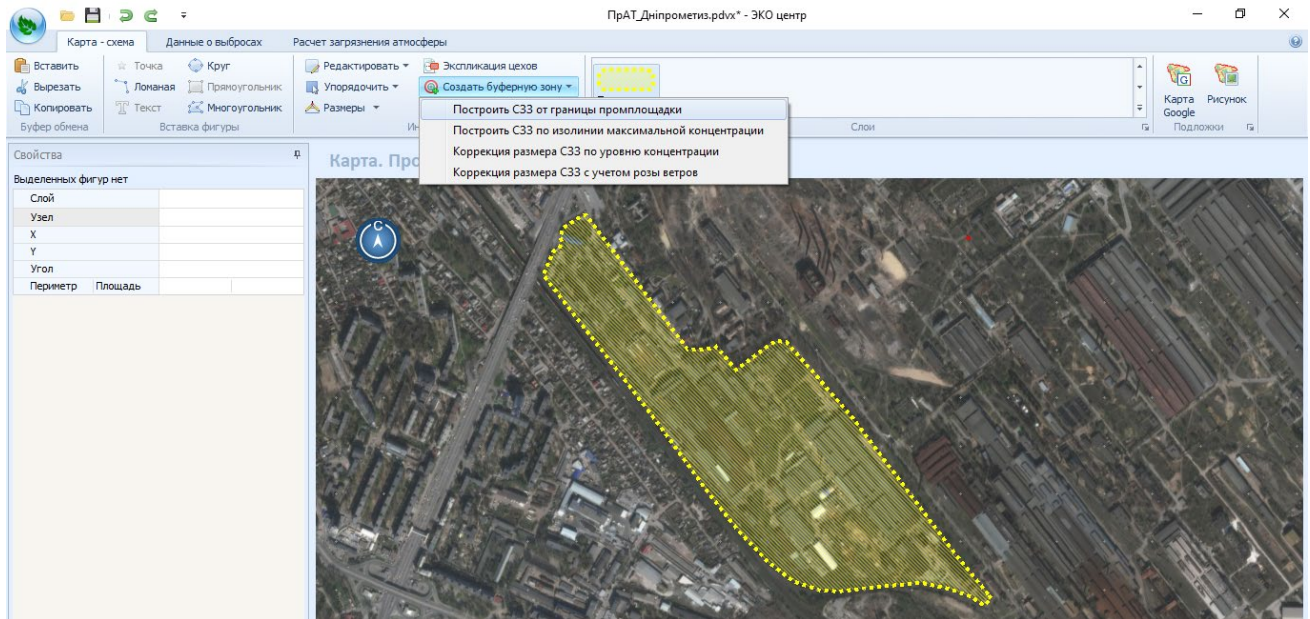 ПрАТ_Дніпрометиз.pdvx* - ЭКО центр
Карта - схема Данные о выбросах Расчет загрязнения атмосферы
Вставить Точка Круг Редактировать Экспликация цехов
Вырезать Ломаная Прямоугольник Упорядочить Создать буферную зону
Копировать Текст Многоугольник Размеры
Карта Google Рисунок
Буфер обмена Вставка фигуры Ин Слои Подложки
Построить СЗЗ от границы промплощадки
Построить СЗЗ по изолинии максимальной концентрации
Коррекция размера СЗЗ по уровню концентрации
Коррекция размера СЗЗ с учетом розы ветров
Свойства
Карта. Про
Выделенных фигур нет
Слой
Узел
X
Y
Угол
Периметр Площадь
С